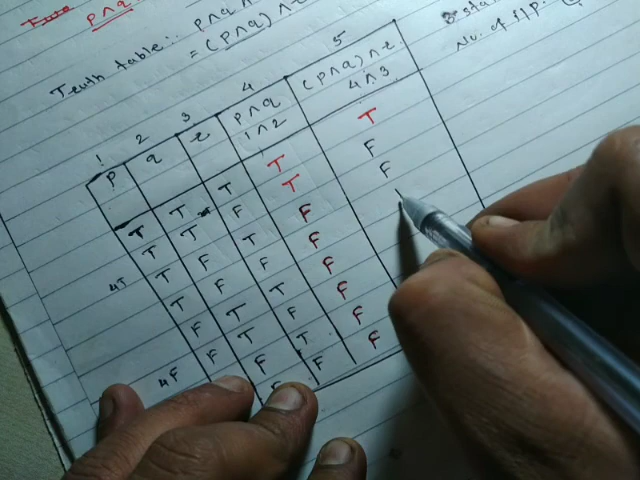 p∧q
Truth table:. p∧q∧
= (p∧q)∧r
No. of i/p.
1 2 3 4 5
p q r p∧q (p∧q)∧r
1∧2 4∧3
T T T T T
T T F T F
4T T F T F F
T F F F
F T T F
F T F F
4F F T F
F F